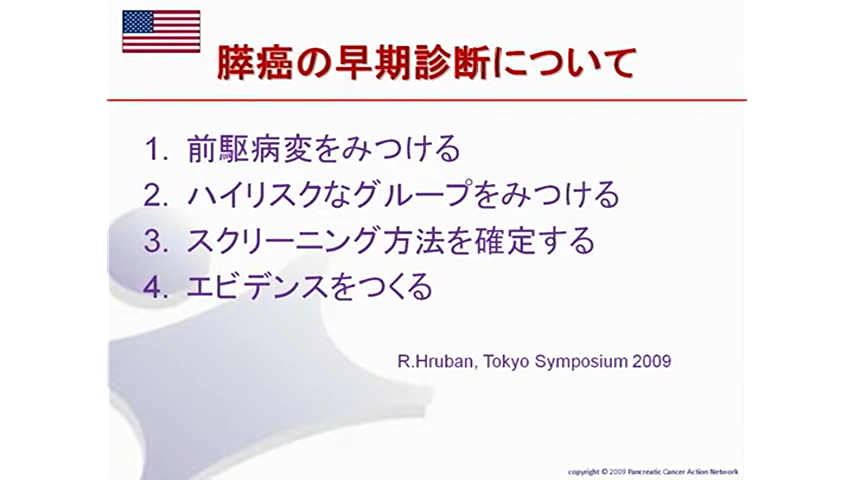 膵癌の早期診断について
1. 前駆病変をみつける
2. ハイリスクなグループをみつける
3. スクリーニング方法を確定する
4. エビデンスをつくる
R.Hruban, Tokyo Symposium 2009
copyright © 2009 Pancreatic Cancer Action Network